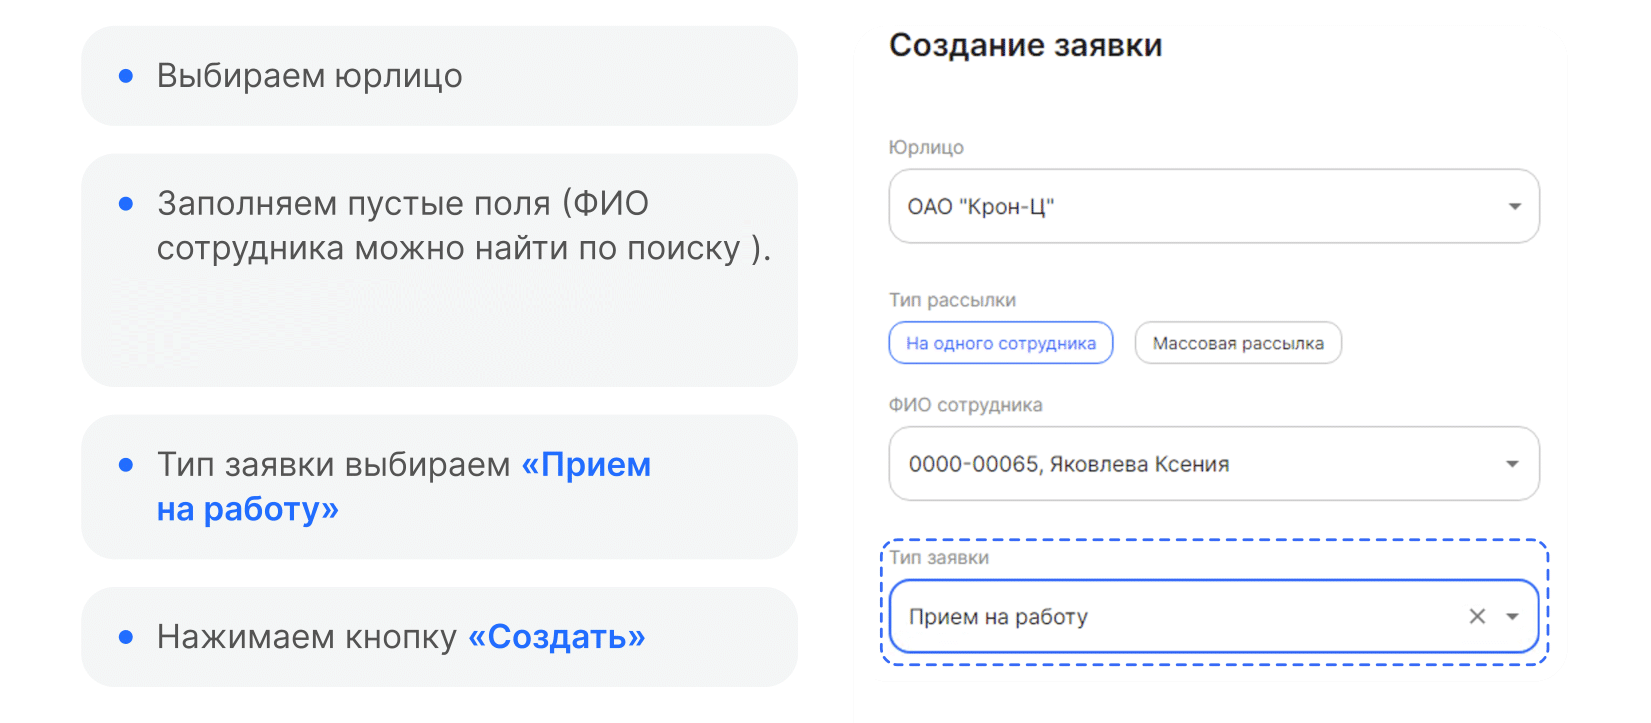 Выбираем юрлицо
Заполняем пустые поля (ФИО
сотрудника можно найти по поиску ).
Тип заявки выбираем «Прием
на работу»
Нажимаем кнопку «Создать»
Создание заявки
Юрлицо
ОАО "Крон-Ц"
Тип рассылки
На одного сотрудника
Массовая рассылка
ФИО сотрудника
0000-00065, Яковлева Ксения
Тип заявки
Прием на работу